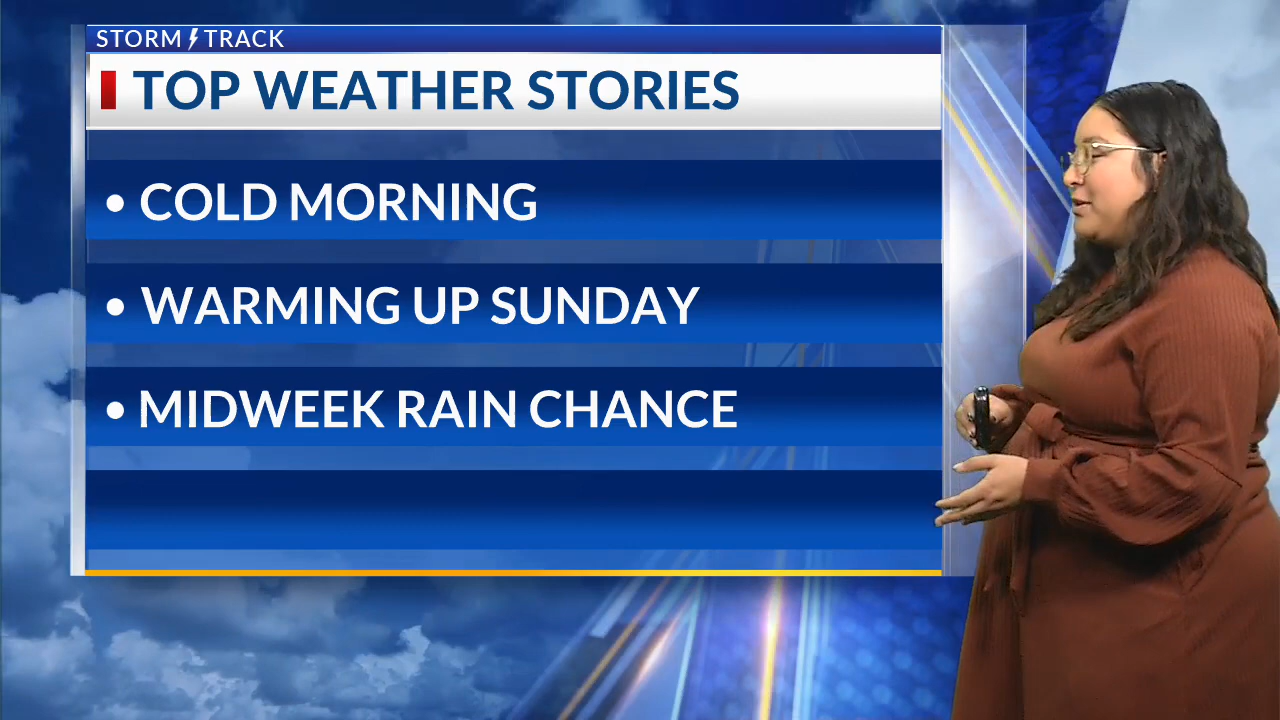 STORM TRACK
TOP WEATHER STORIES
• COLD MORNING
• WARMING UP SUNDAY
• MIDWEEK RAIN CHANCE